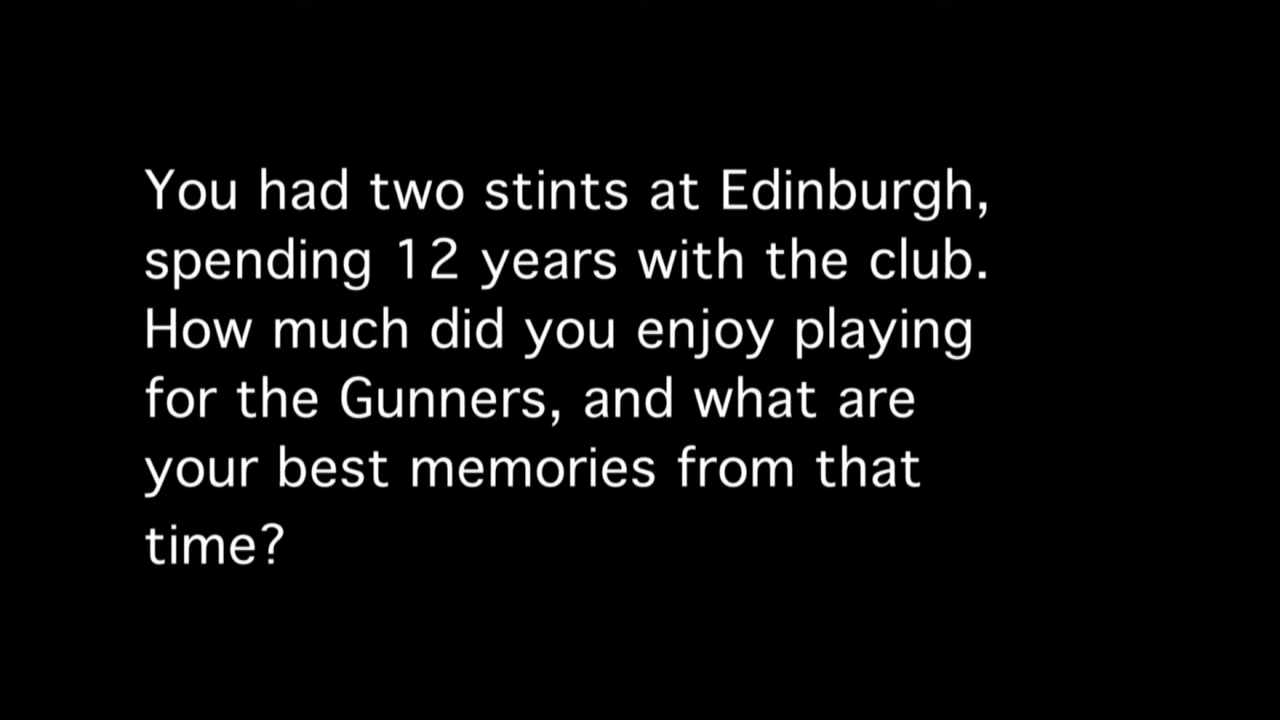 You had two stints at Edinburgh,
spending 12 years with the club.
How much did you enjoy playing
for the Gunners, and what are
your best memories from that
time?